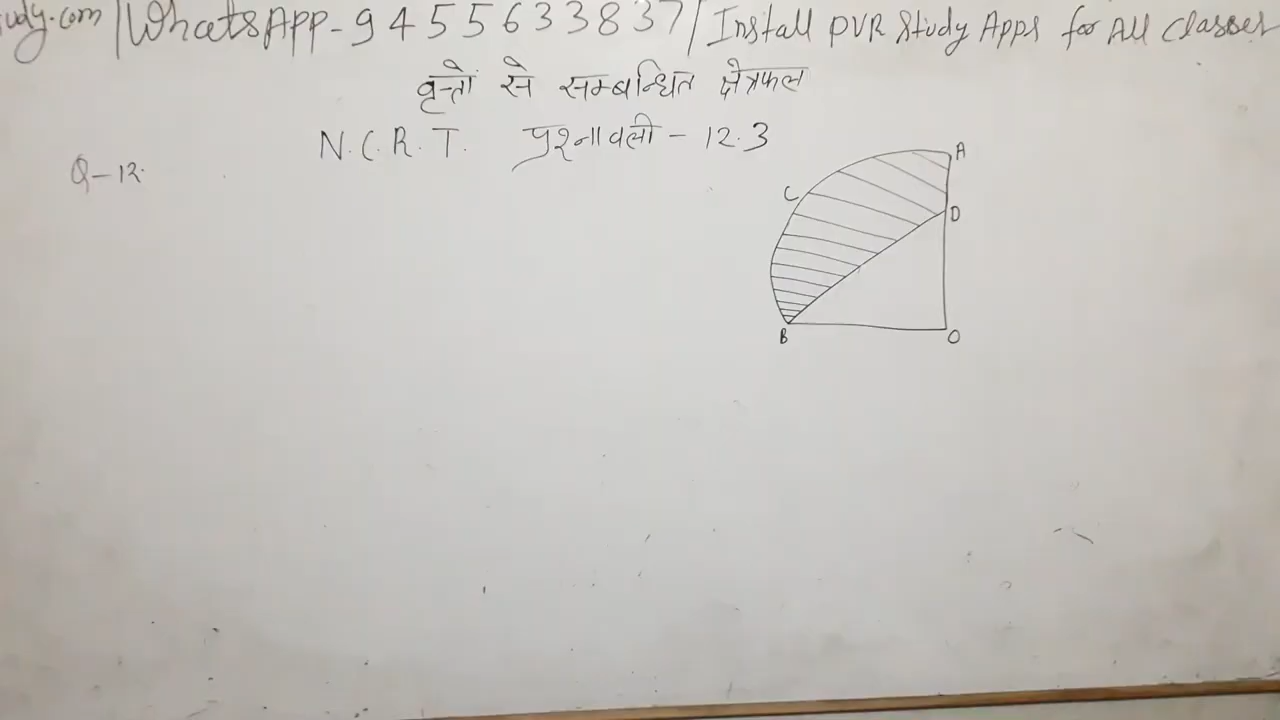 udy.com | WhatsApp - 9455633837 / Install PVR Study Apps for All Classes
वृत्तों से सम्बन्धित क्षेत्रफल
N.C.R.T. प्रश्नावली - 12.3
Q-12.
A
C
D
B
O